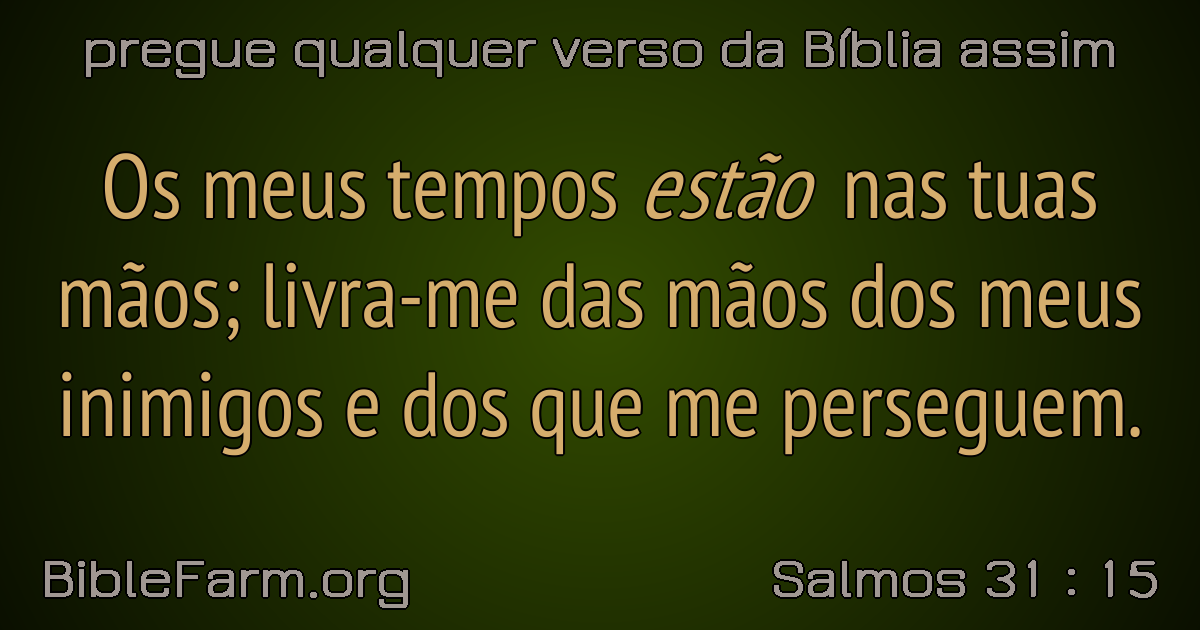 pregue qualquer verso da Bíblia assim
Os meus tempos estão nas tuas
mãos; livra-me das mãos dos meus
inimigos e dos que me perseguem.
BibleFarm.org
Salmos 31 : 15